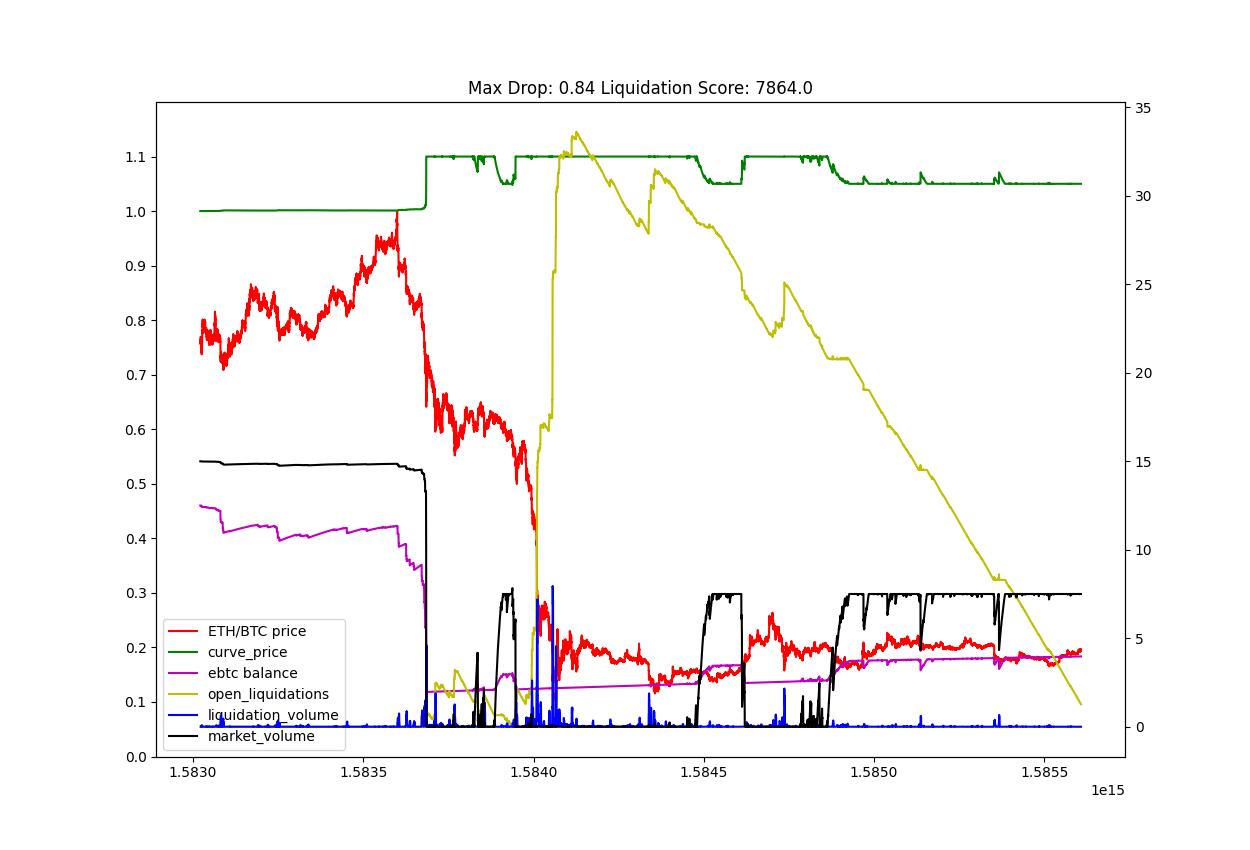 Max Drop: 0.84 Liquidation Score: 7864.0
1.1
1.0
0.9
0.8
0.7
0.6
0.5
0.4
0.3
0.2
0.1
0.0
35
30
25
20
15
10
5
0
ETH/BTC price
curve_price
ebtc balance
open_liquidations
liquidation_volume
market_volume
1.5830 1.5835 1.5840 1.5845 1.5850 1.5855
1e15